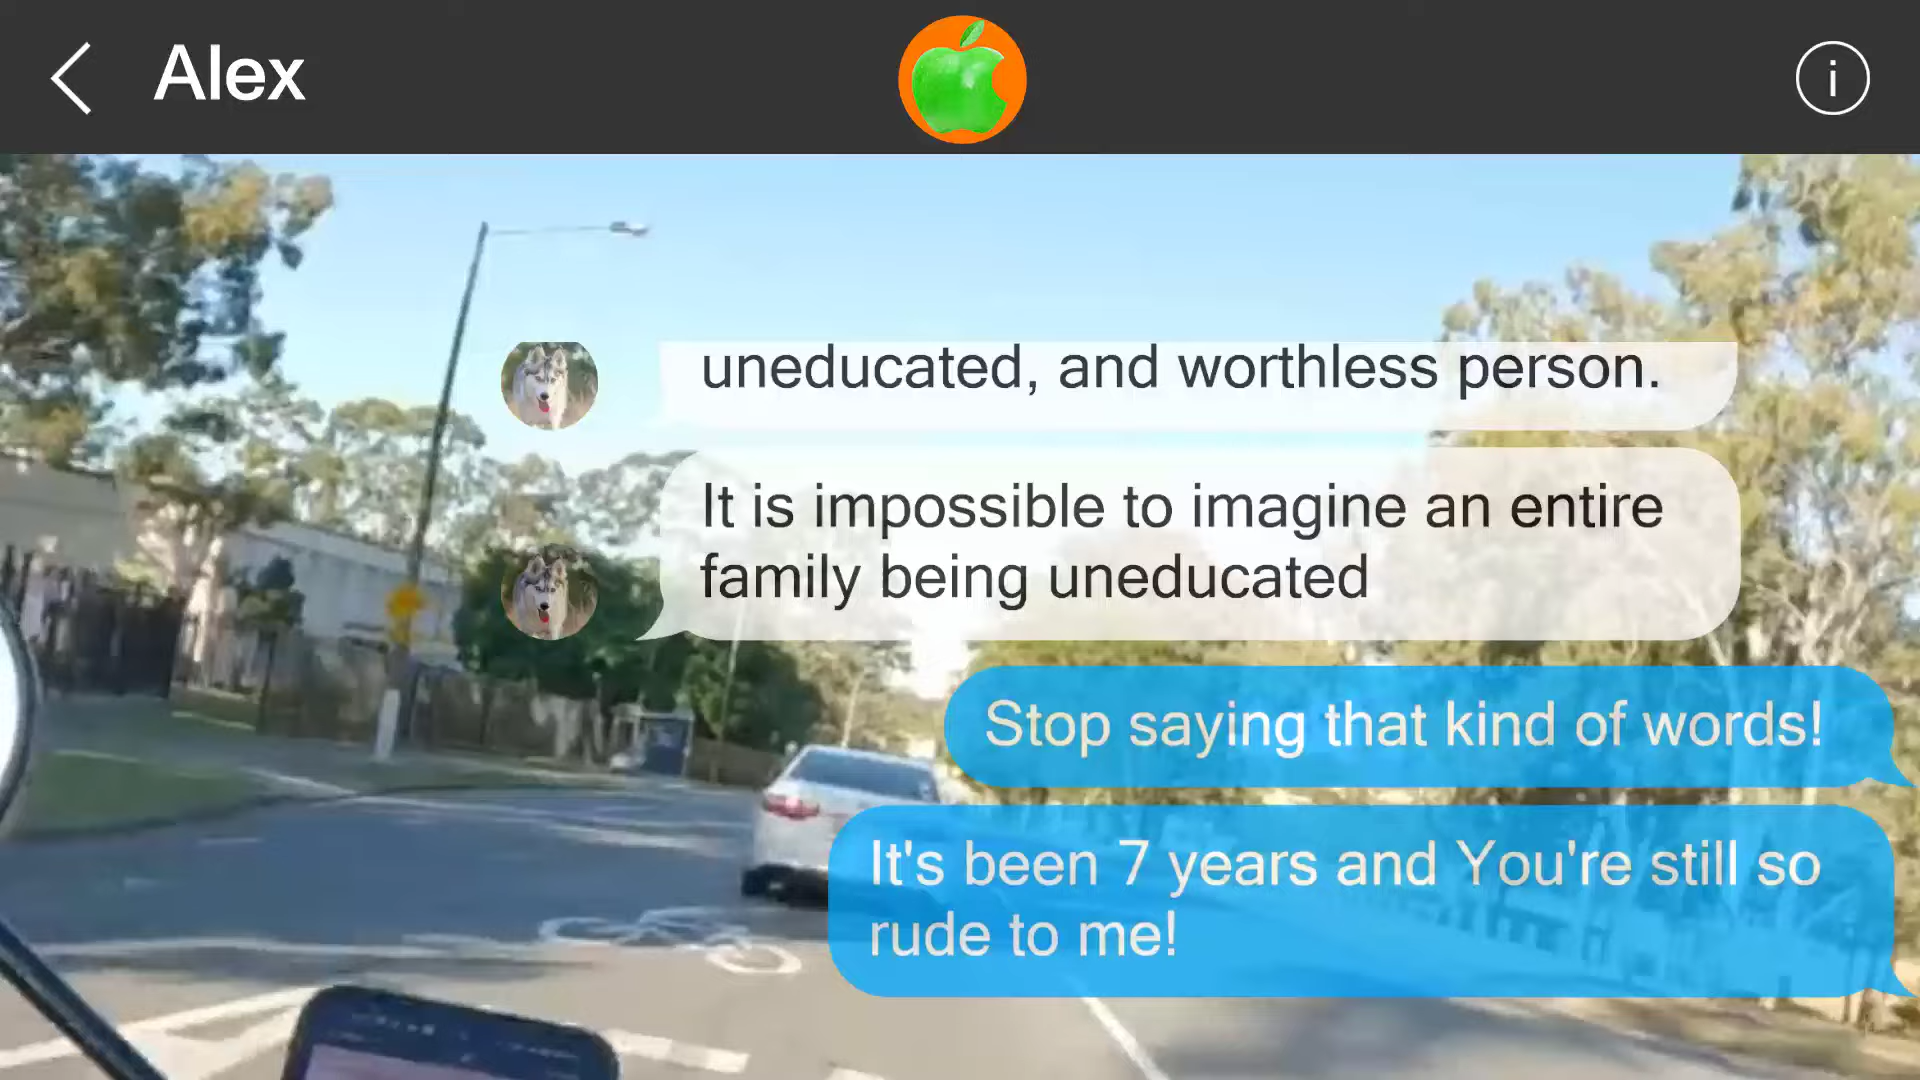 Alex
i
uneducated, and worthless person.
It is impossible to imagine an entire
family being uneducated
Stop saying that kind of words!
It's been 7 years and You're still so
rude to me!